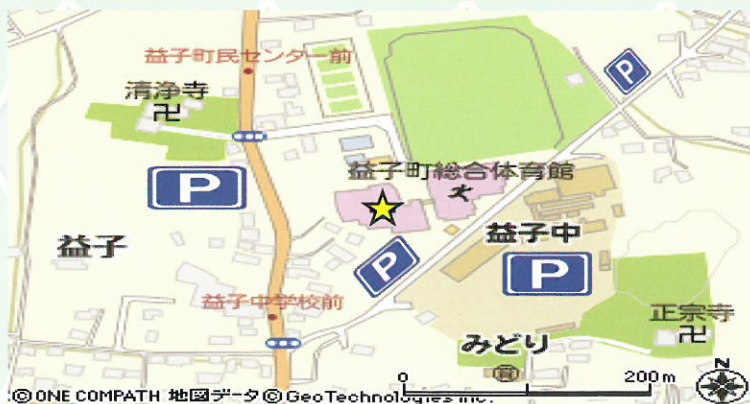 益子町民センター前
P
清浄寺
益子町総合体育館
P
益子
益子中
P
P
益子中学校前
正宗寺
みどり
N
0 200m
©ONE COMPATH 地図データ©GeoTechnologies Inc.